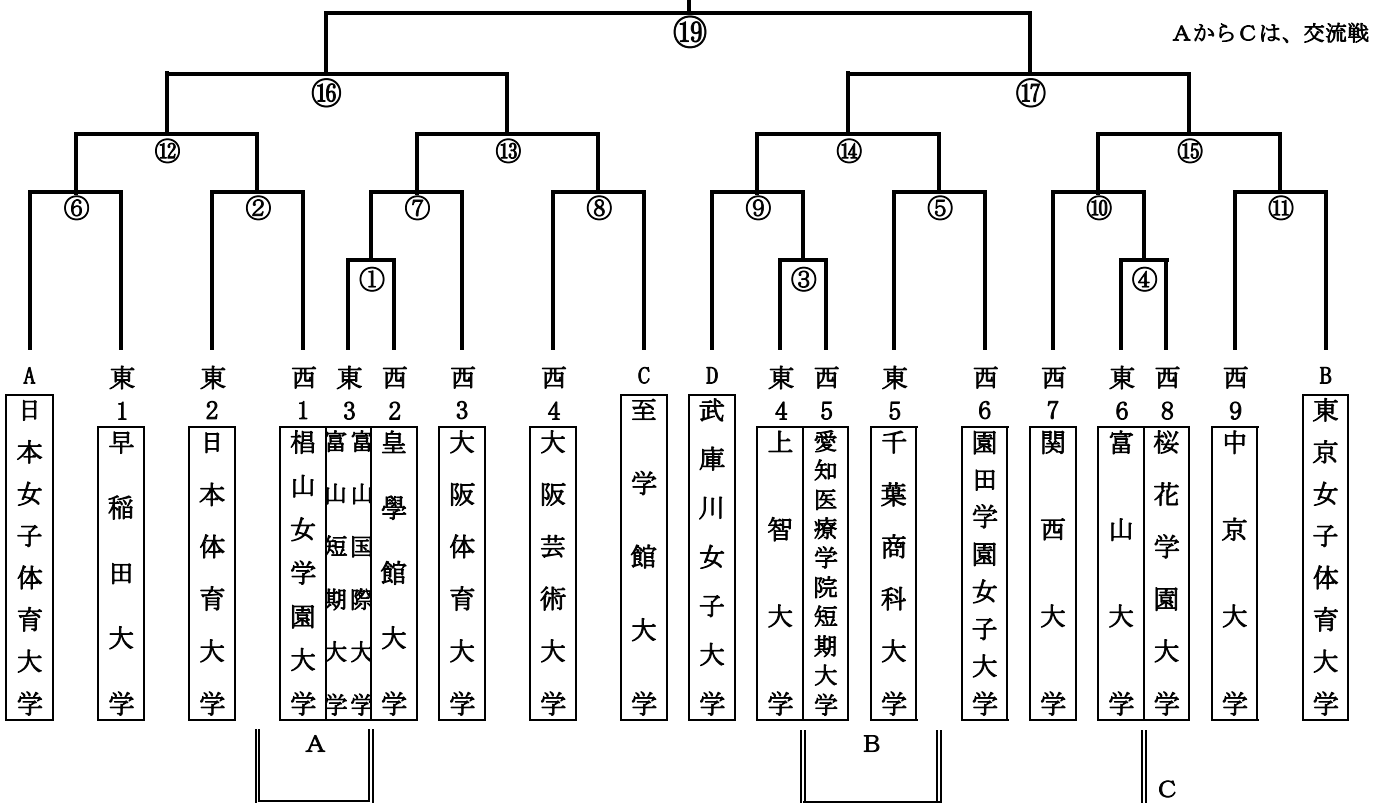 ⑲
AからCは、交流戦
⑯
⑰
⑫
⑬
⑭
⑮
⑥
②
⑦
⑧
⑨
⑤
⑩
⑪
①
③
④
A
日本女子体育大学
東1
早稲田大学
東2
日本体育大学
西1
椙山女学園大学
東3
富山国際大学
富山短期大学
西2
皇學館大学
西3
大阪体育大学
西4
大阪芸術大学
C
至学館大学
D
武庫川女子大学
東4
上智大学
西5
愛知医療学院短期大学
東5
千葉商科大学
西6
園田学園女子大学
西7
関西大学
東6
富山大学
西8
桜花学園大学
西9
中京大学
B
東京女子体育大学
A
B
C